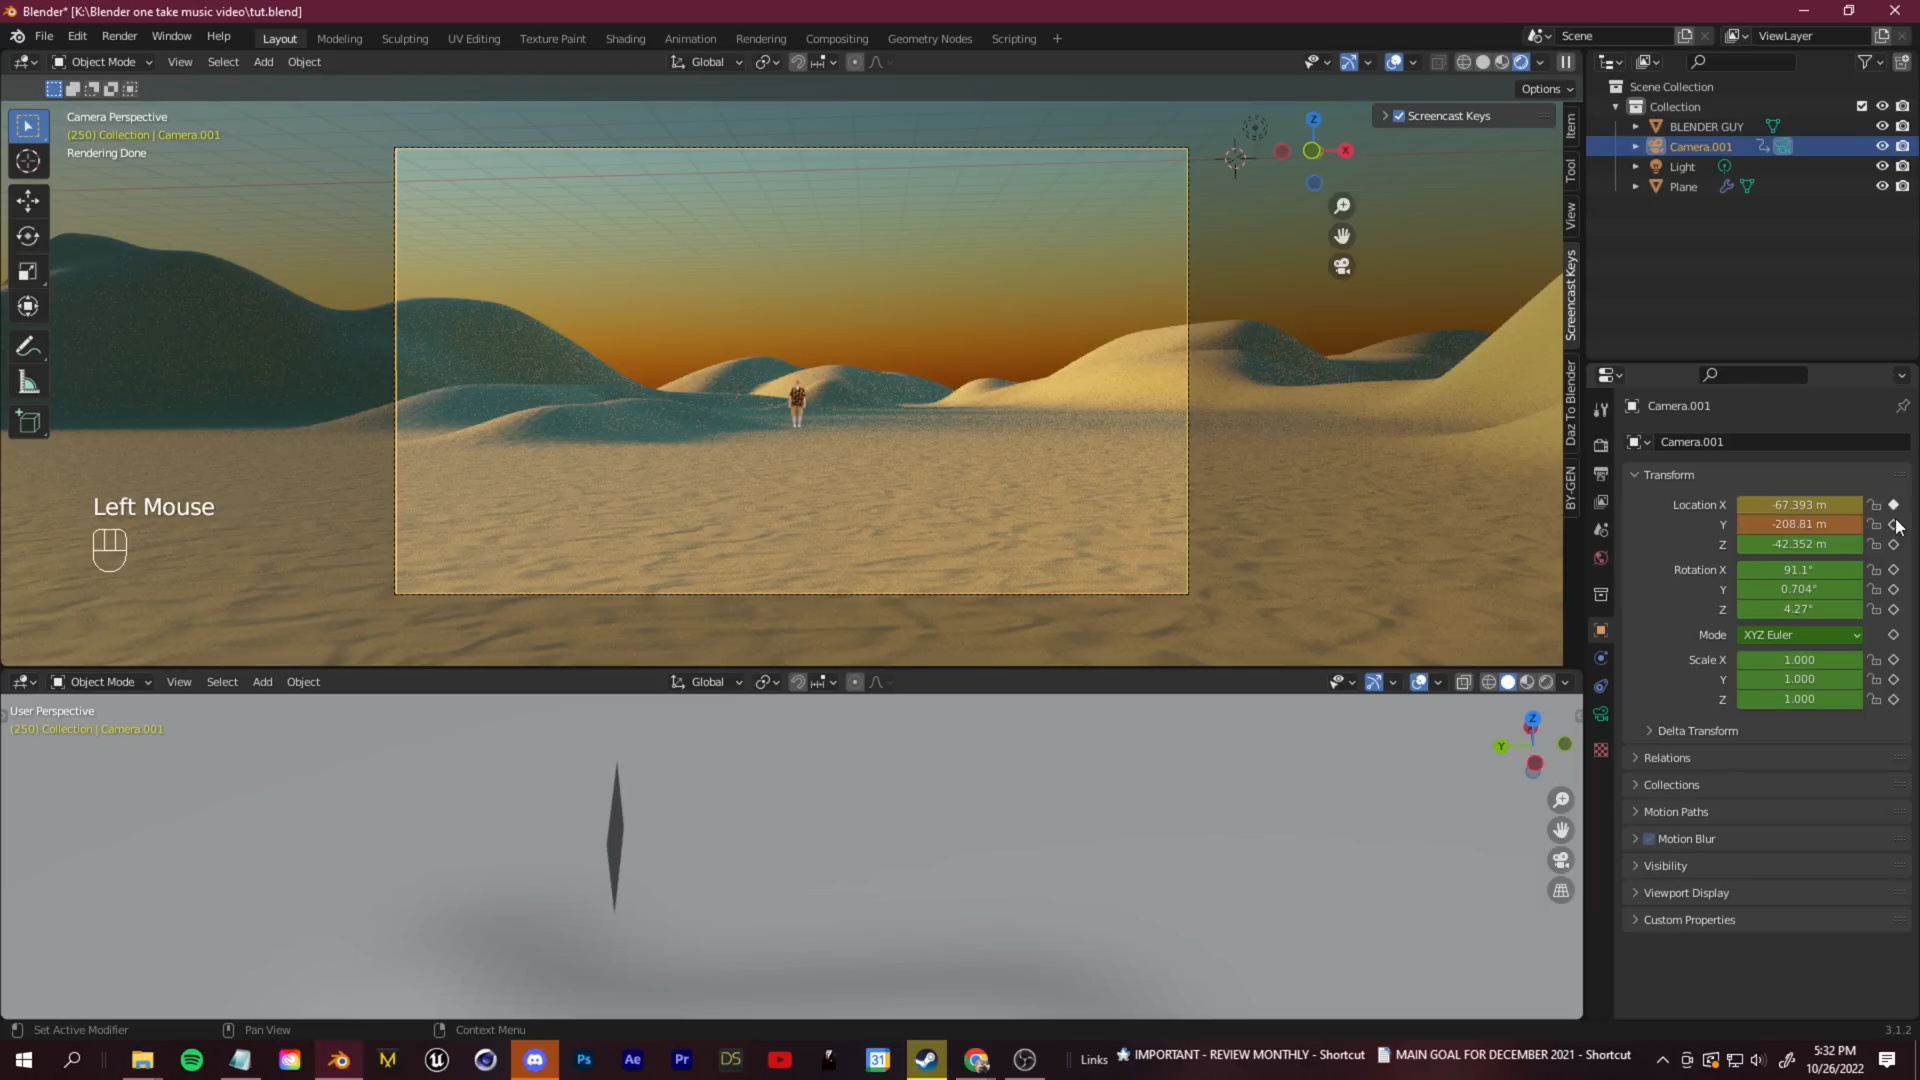 Blender* [K:\Blender one take music video\tut.blend]
File Edit Render Window Help Layout Modeling Sculpting UV Editing Texture Paint Shading Animation Rendering Compositing Geometry Nodes Scripting + Scene ViewLayer
Object Mode View Select Add Object Global
Options
Scene Collection
Collection
BLENDER GUY
Camera.001
Light
Plane
Camera Perspective
(250) Collection | Camera.001
Rendering Done
Screencast Keys
Z
X
Item
Tool
View
Screencast Keys
Daz To Blender
BY-GEN
Left Mouse
Camera.001
Camera.001
Transform
Location X -67.393 m
Y -208.81 m
Z -42.352 m
Rotation X 91.1°
Y 0.704°
Z 4.27°
Mode XYZ Euler
Scale X 1.000
Y 1.000
Z 1.000
Delta Transform
Relations
Collections
Motion Paths
Motion Blur
Visibility
Viewport Display
Custom Properties
Object Mode View Select Add Object Global
User Perspective
(250) Collection | Camera.001
Z
Y
Set Active Modifier Pan View Context Menu 3.1.2
Ps Ae Pr DS 31 Links IMPORTANT - REVIEW MONTHLY - Shortcut MAIN GOAL FOR DECEMBER 2021 - Shortcut
5:32 PM
10/26/2022